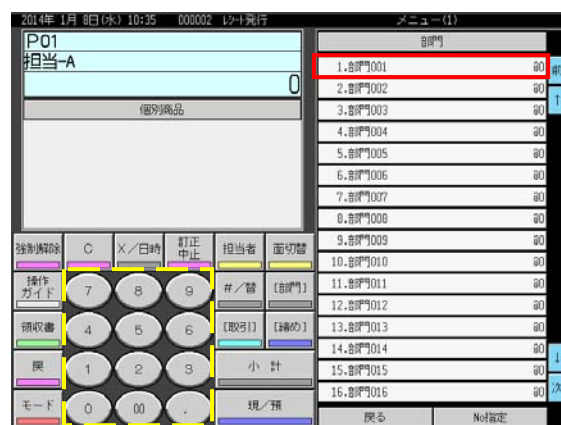 2014年 1月 8日(水) 10:35 000002 レシート発行
メニュー(1)
P01
担当-A
0
個別商品
部門
1.部門001 @0
2.部門002 @0
3.部門003 @0
4.部門004 @0
5.部門005 @0
6.部門006 @0
7.部門007 @0
8.部門008 @0
9.部門009 @0
10.部門010 @0
11.部門011 @0
12.部門012 @0
13.部門013 @0
14.部門014 @0
15.部門015 @0
16.部門016 @0
戻る No指定
前
↑
↓
次
強制解除 C ×/日時 訂正中止 担当者 面切替
操作ガイド 7 8 9 #/替 [部門]
領収書 4 5 6 [取引] [締め]
戻 1 2 3 小 計
モード 0 00 . 現/預